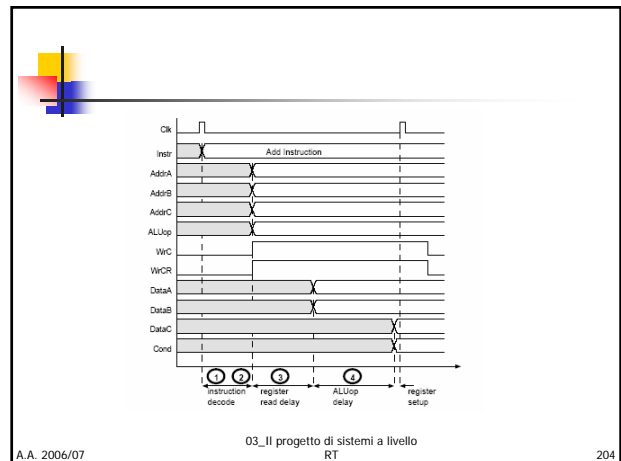 Clk
Instr
Add Instruction
AddrA
AddrB
AddrC
ALUop
WrC
WrCR
DataA
DataB
DataC
Cond
1 2 3 4
instruction decode
register read delay
ALUop delay
register setup
A.A. 2006/07
03_Il progetto di sistemi a livello
RT
204